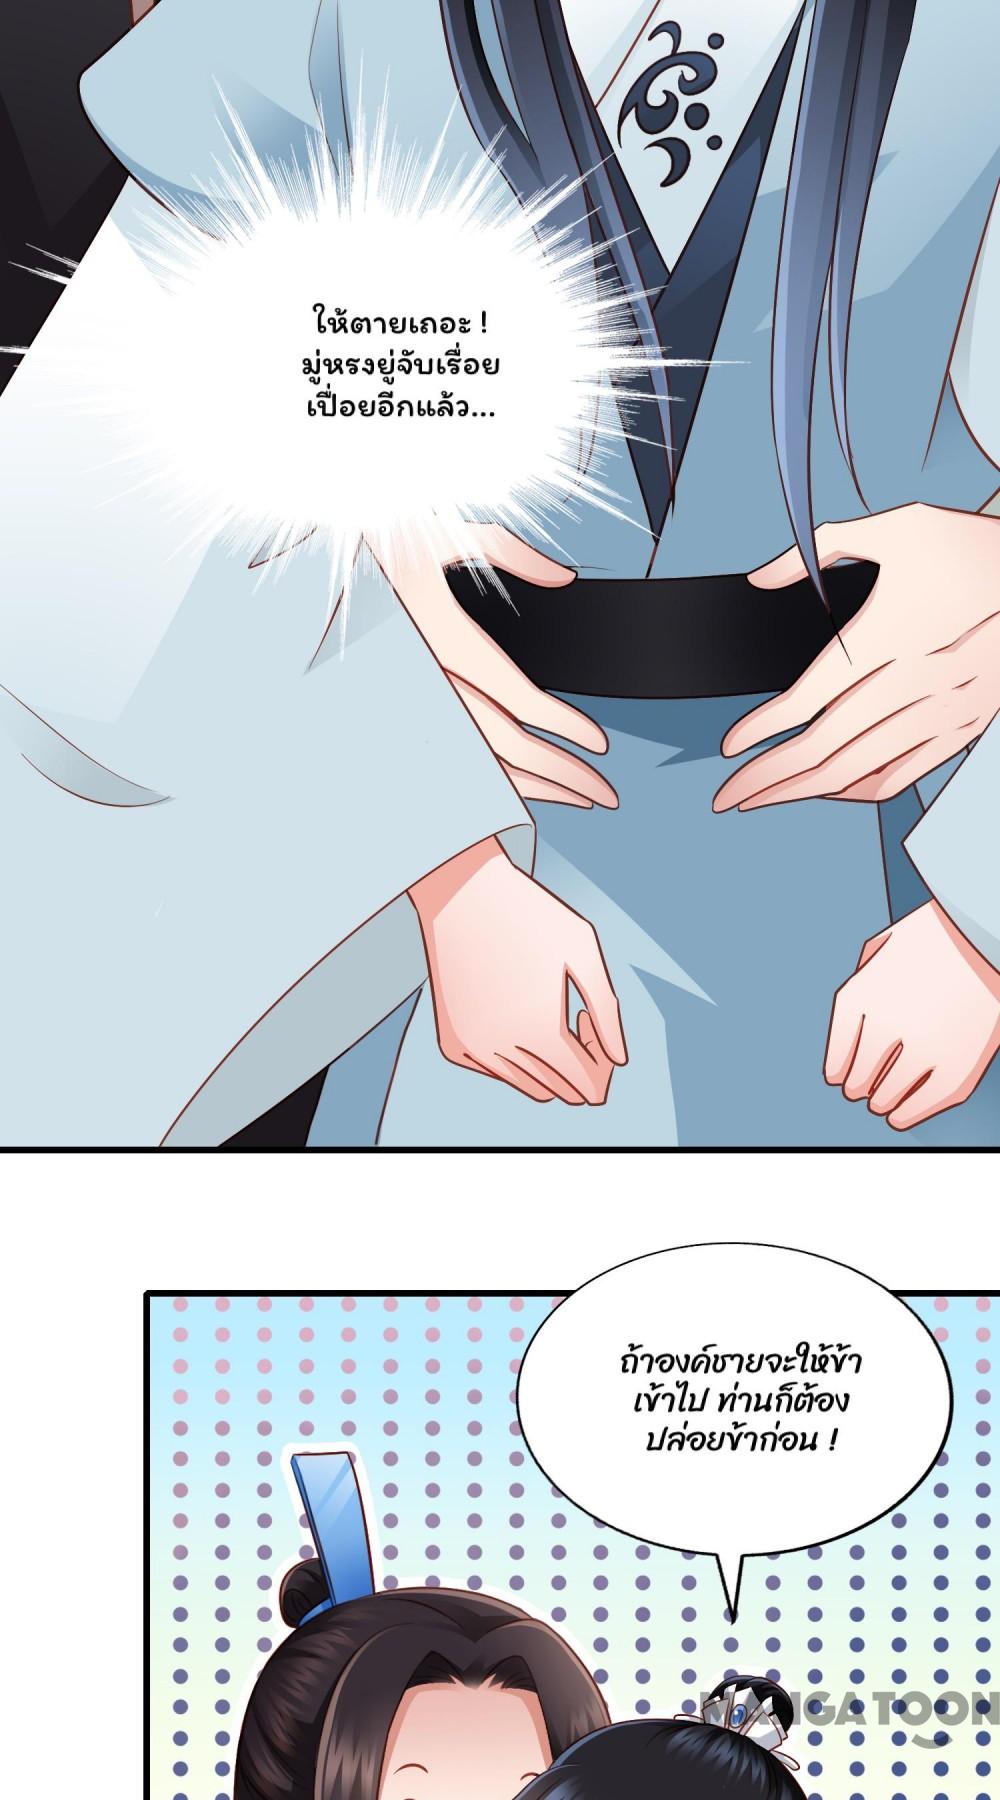 ให้ตายเถอะ !
มู่หรงยู่จับเรื่อย
เปื่อยอีกแล้ว...
ถ้าองค์ชายจะให้ข้า
เข้าไป ท่านก็ต้อง
ปล่อยข้าก่อน !
MANGATOON